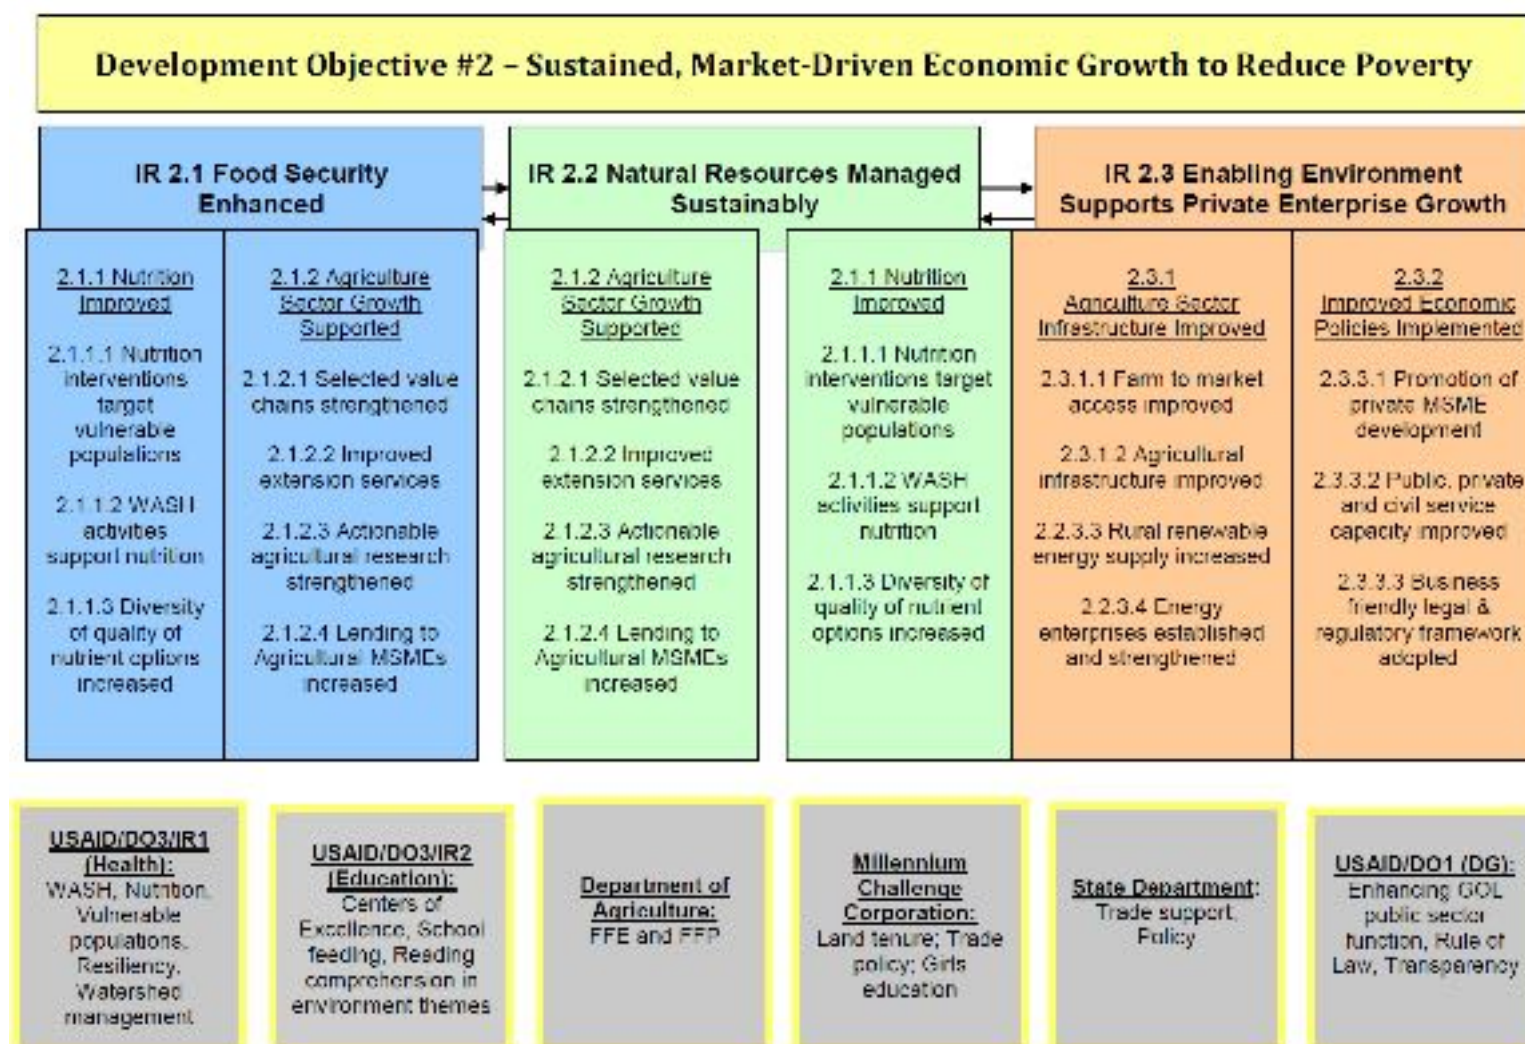 Development Objective #2 – Sustained, Market-Driven Economic Growth to Reduce Poverty
IR 2.1 Food Security
Enhanced
IR 2.2 Natural Resources Managed
Sustainably
IR 2.3 Enabling Environment
Supports Private Enterprise Growth
2.1.1 Nutrition
Improved
2.1.1.1 Nutrition
interventions
target
vulnerable
populations
2.1.1.2 WASH
activities
support nutrition
2.1.1.3 Diversity
of quality of
nutrient options
increased
2.1.2 Agriculture
Sector Growth
Supported
2.1.2.1 Selected value
chains strengthened
2.1.2.2 Improved
extension services
2.1.2.3 Actionable
agricultural research
strengthened
2.1.2.4 Lending to
Agricultural MSMEs
increased
2.1.2 Agriculture
Sector Growth
Supported
2.1.2.1 Selected value
chains strengthened
2.1.2.2 Improved
extension services
2.1.2.3 Actionable
agricultural research
strengthened
2.1.2.4 Lending to
Agricultural MSMEs
increased
2.1.1 Nutrition
Improved
2.1.1.1 Nutrition
interventions target
vulnerable
populations
2.1.1.2 WASH
activities support
nutrition
2.1.1.3 Diversity of
quality of nutrient
options increased
2.3.1
Agriculture Sector
Infrastructure Improved
2.3.1.1 Farm to market
access improved
2.3.1.2 Agricultural
infrastructure improved
2.2.3.3 Rural renewable
energy supply increased
2.2.3.4 Energy
enterprises established
and strengthened
2.3.2
Improved Economic
Policies Implemented
2.3.3.1 Promotion of
private MSME
development
2.3.3.2 Public, private
and civil service
capacity improved
2.3.3.3 Business
friendly legal &
regulatory framework
adopted
USAID/DO3/IR1
(Health):
WASH, Nutrition,
Vulnerable
populations,
Resiliency,
Watershed
management
USAID/DO3/IR2
(Education):
Centers of
Excellence, School
feeding, Reading
comprehension in
environment themes
Department of
Agriculture:
FFE and FFP
Millennium
Challenge
Corporation:
Land tenure; Trade
policy; Girls
education
State Department:
Trade support,
Policy
USAID/DO1 (DG):
Enhancing GOL
public sector
function, Rule of
Law, Transparency